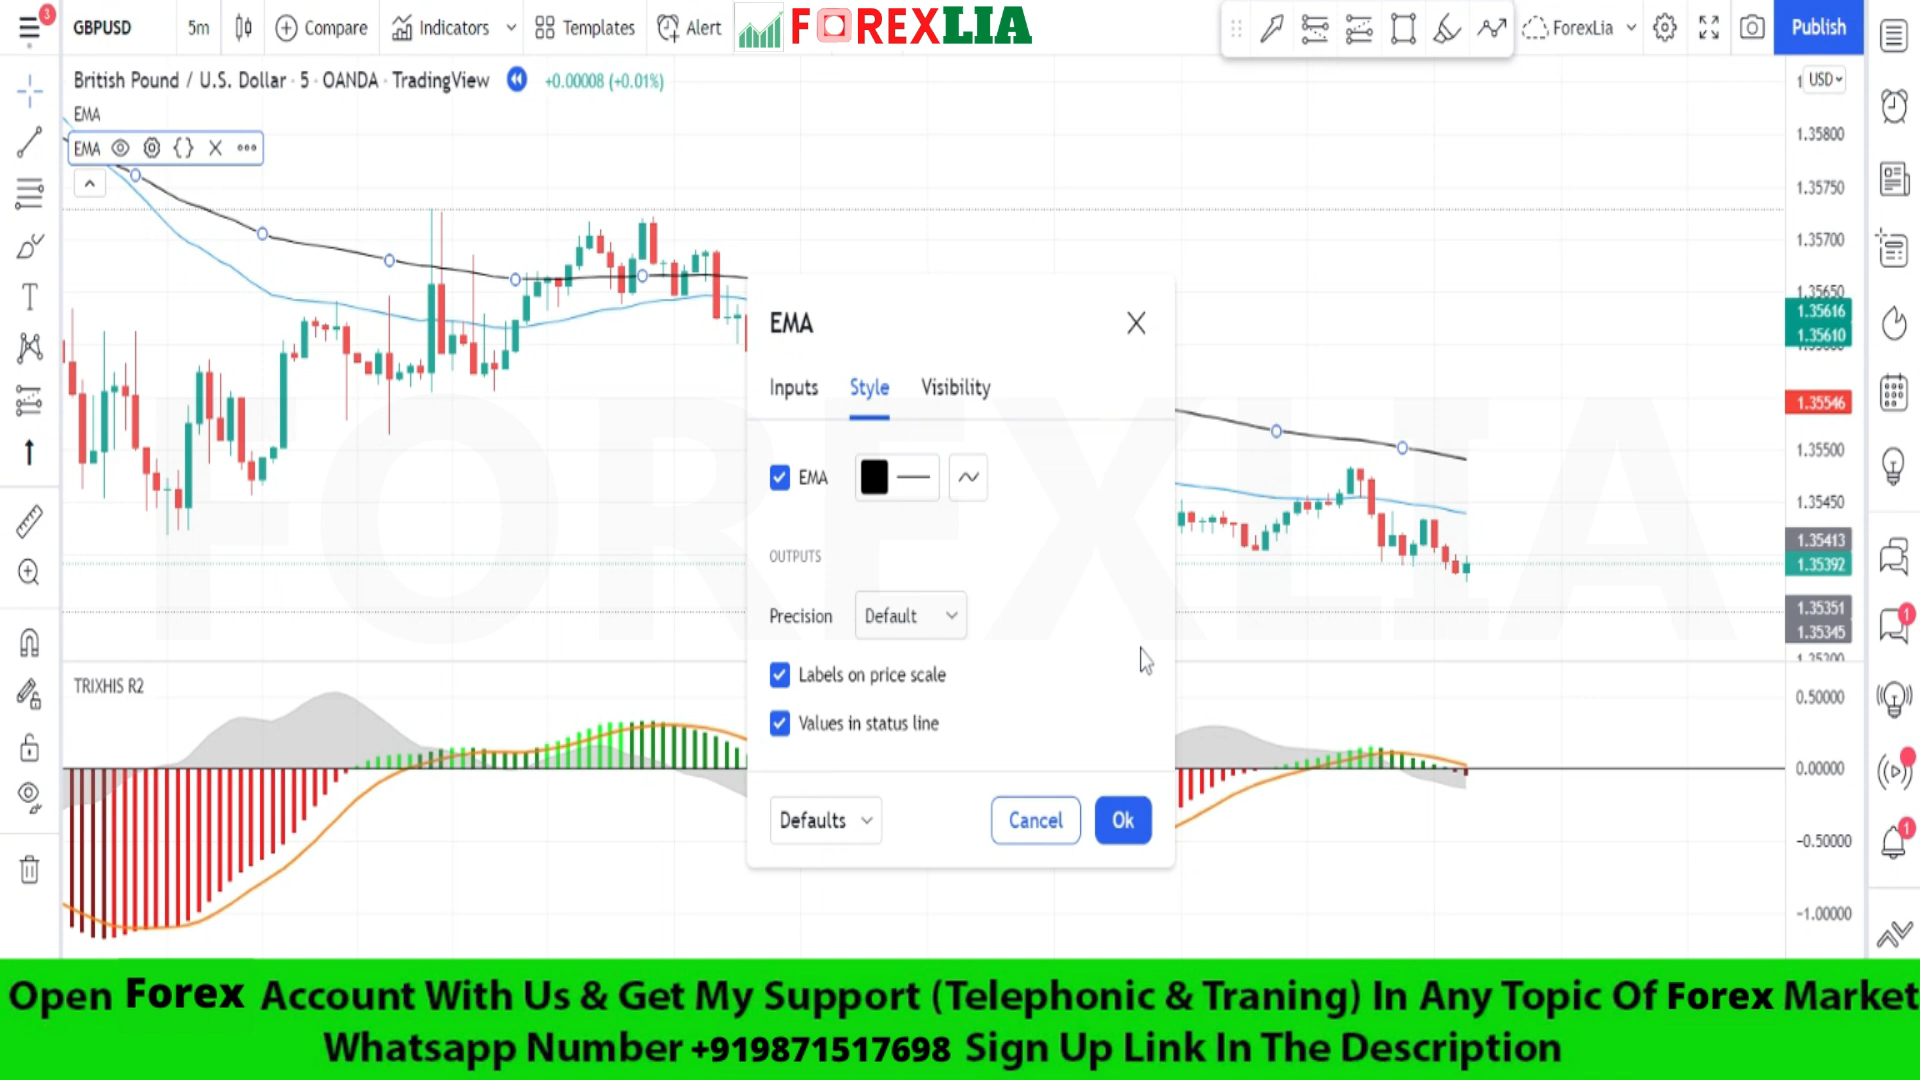 3
GBPUSD
5m
Compare
Indicators
Templates
Alert
FOREXLIA
ForexLia
Publish
British Pound / U.S. Dollar · 5 · OANDA · TradingView
+0.00008 (+0.01%)
USD
EMA
EMA
1.35800
1.35750
1.35700
1.35650
1.35616
1.35610
1.35546
1.35500
1.35450
1.35413
1.35392
1.35351
1.35345
EMA
Inputs
Style
Visibility
EMA
OUTPUTS
Precision
Default
Labels on price scale
Values in status line
Defaults
Cancel
Ok
FOREXLIA
TRIXHIS R2
0.50000
0.00000
-0.50000
-1.00000
1
1
Open Forex Account With Us & Get My Support (Telephonic & Traning) In Any Topic Of Forex Market
Whatsapp Number +919871517698 Sign Up Link In The Description